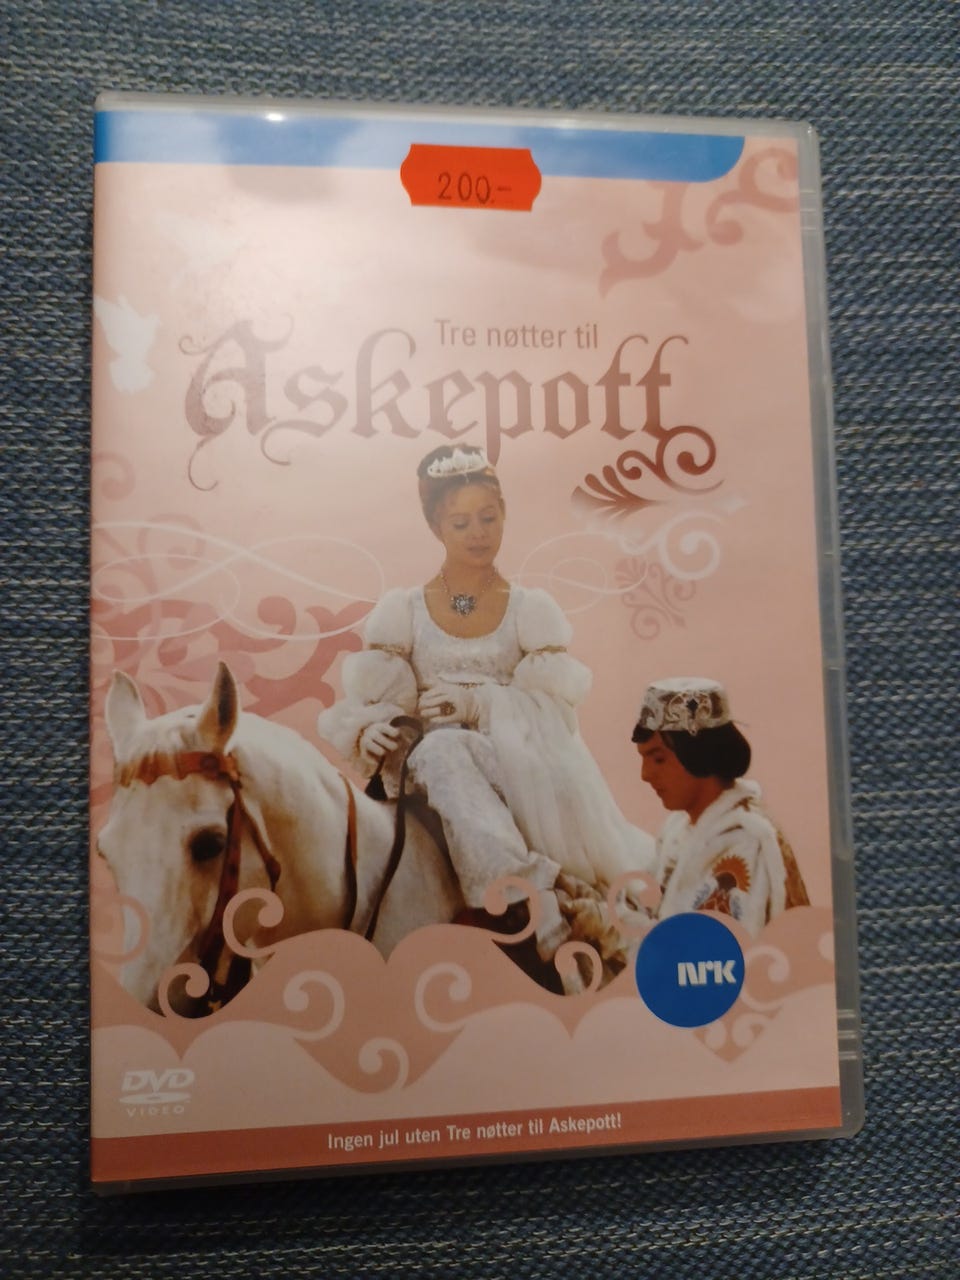 200.-
Tre nøtter til
Askepott
NRK
DVD
VIDEO
Ingen jul uten Tre nøtter til Askepott!